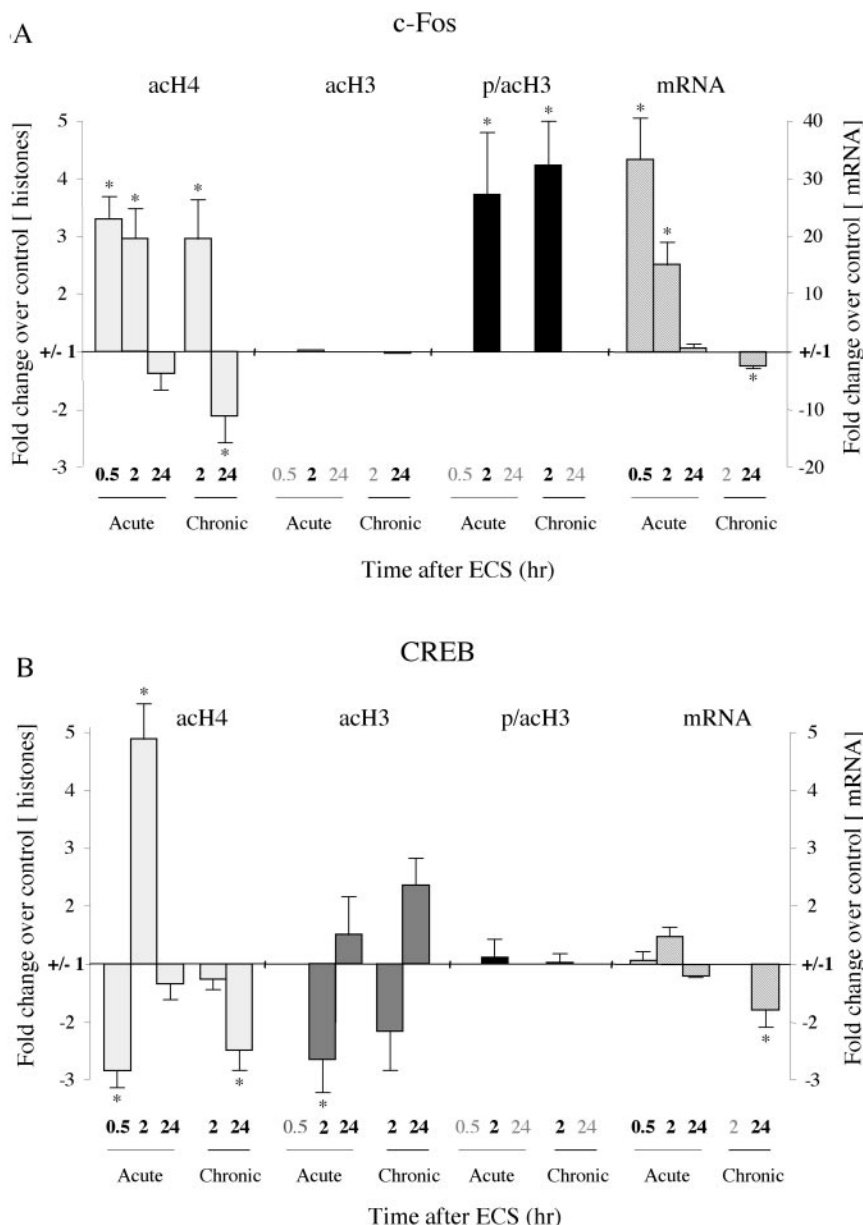 A
c-Fos
acH4 acH3 p/acH3 mRNA
Fold change over control [ histones]
5
4
3
2
+/- 1
-2
-3
* * * *
* *
* *
*
40
30
20
10
+/-1
-10
-20
Fold change over control [ mRNA]
0.5 2 24 2 24 0.5 2 24 2 24 0.5 2 24 2 24 0.5 2 24 2 24
Acute Chronic Acute Chronic Acute Chronic Acute Chronic
Time after ECS (hr)
B
CREB
acH4 acH3 p/acH3 mRNA
Fold change over control [ histones]
5
4
3
2
+/- 1
-2
-3
*
* * * *
5
4
3
2
+/-1
-2
-3
Fold change over control [ mRNA]
0.5 2 24 2 24 0.5 2 24 2 24 0.5 2 24 2 24 0.5 2 24 2 24
Acute Chronic Acute Chronic Acute Chronic Acute Chronic
Time after ECS (hr)